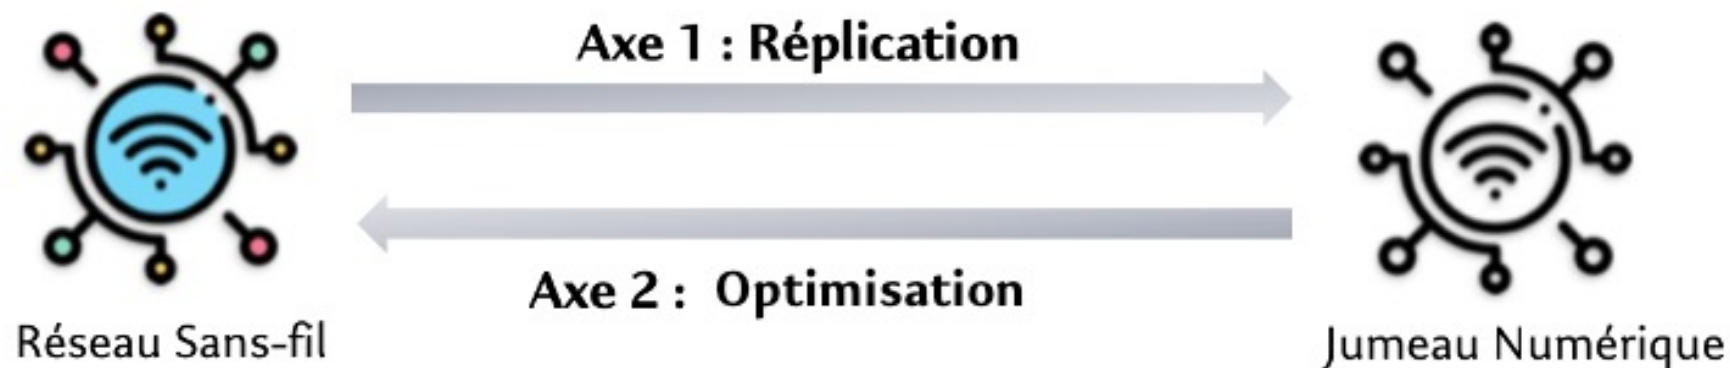 Axe 1 : Réplication
Axe 2 : Optimisation
Réseau Sans-fil
Jumeau Numérique